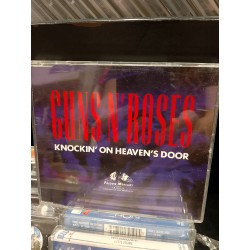 GUNS N' ROSES
KNOCKIN' ON HEAVEN'S DOOR